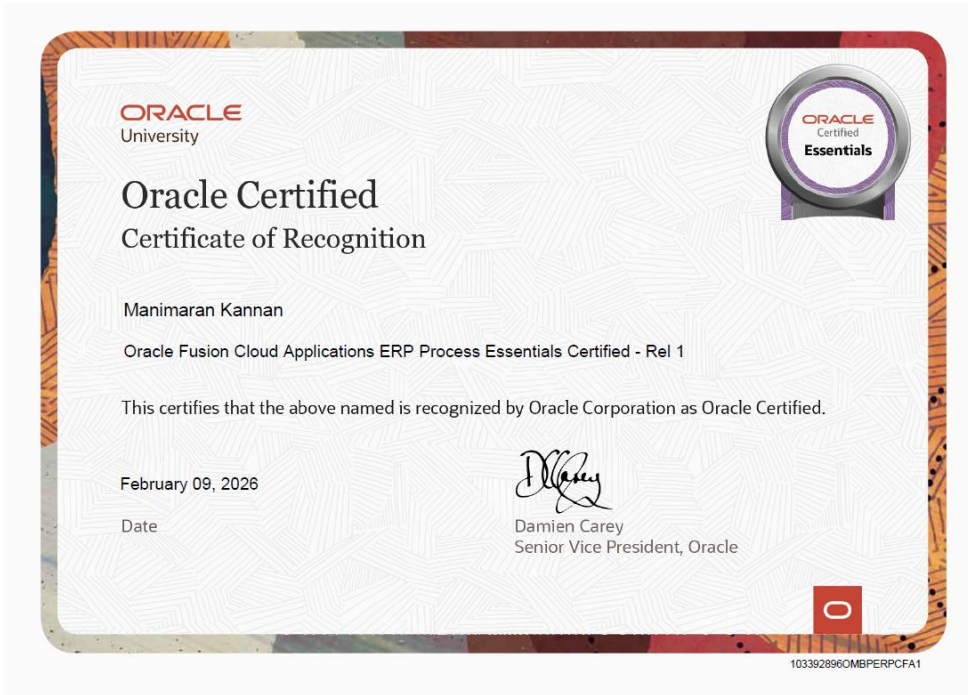 ORACLE
University
ORACLE
Certified
Essentials
Oracle Certified
Certificate of Recognition
Manimaran Kannan
Oracle Fusion Cloud Applications ERP Process Essentials Certified - Rel 1
This certifies that the above named is recognized by Oracle Corporation as Oracle Certified.
February 09, 2026
Date
Damien Carey
Senior Vice President, Oracle
103392896OMBPERPCFA1